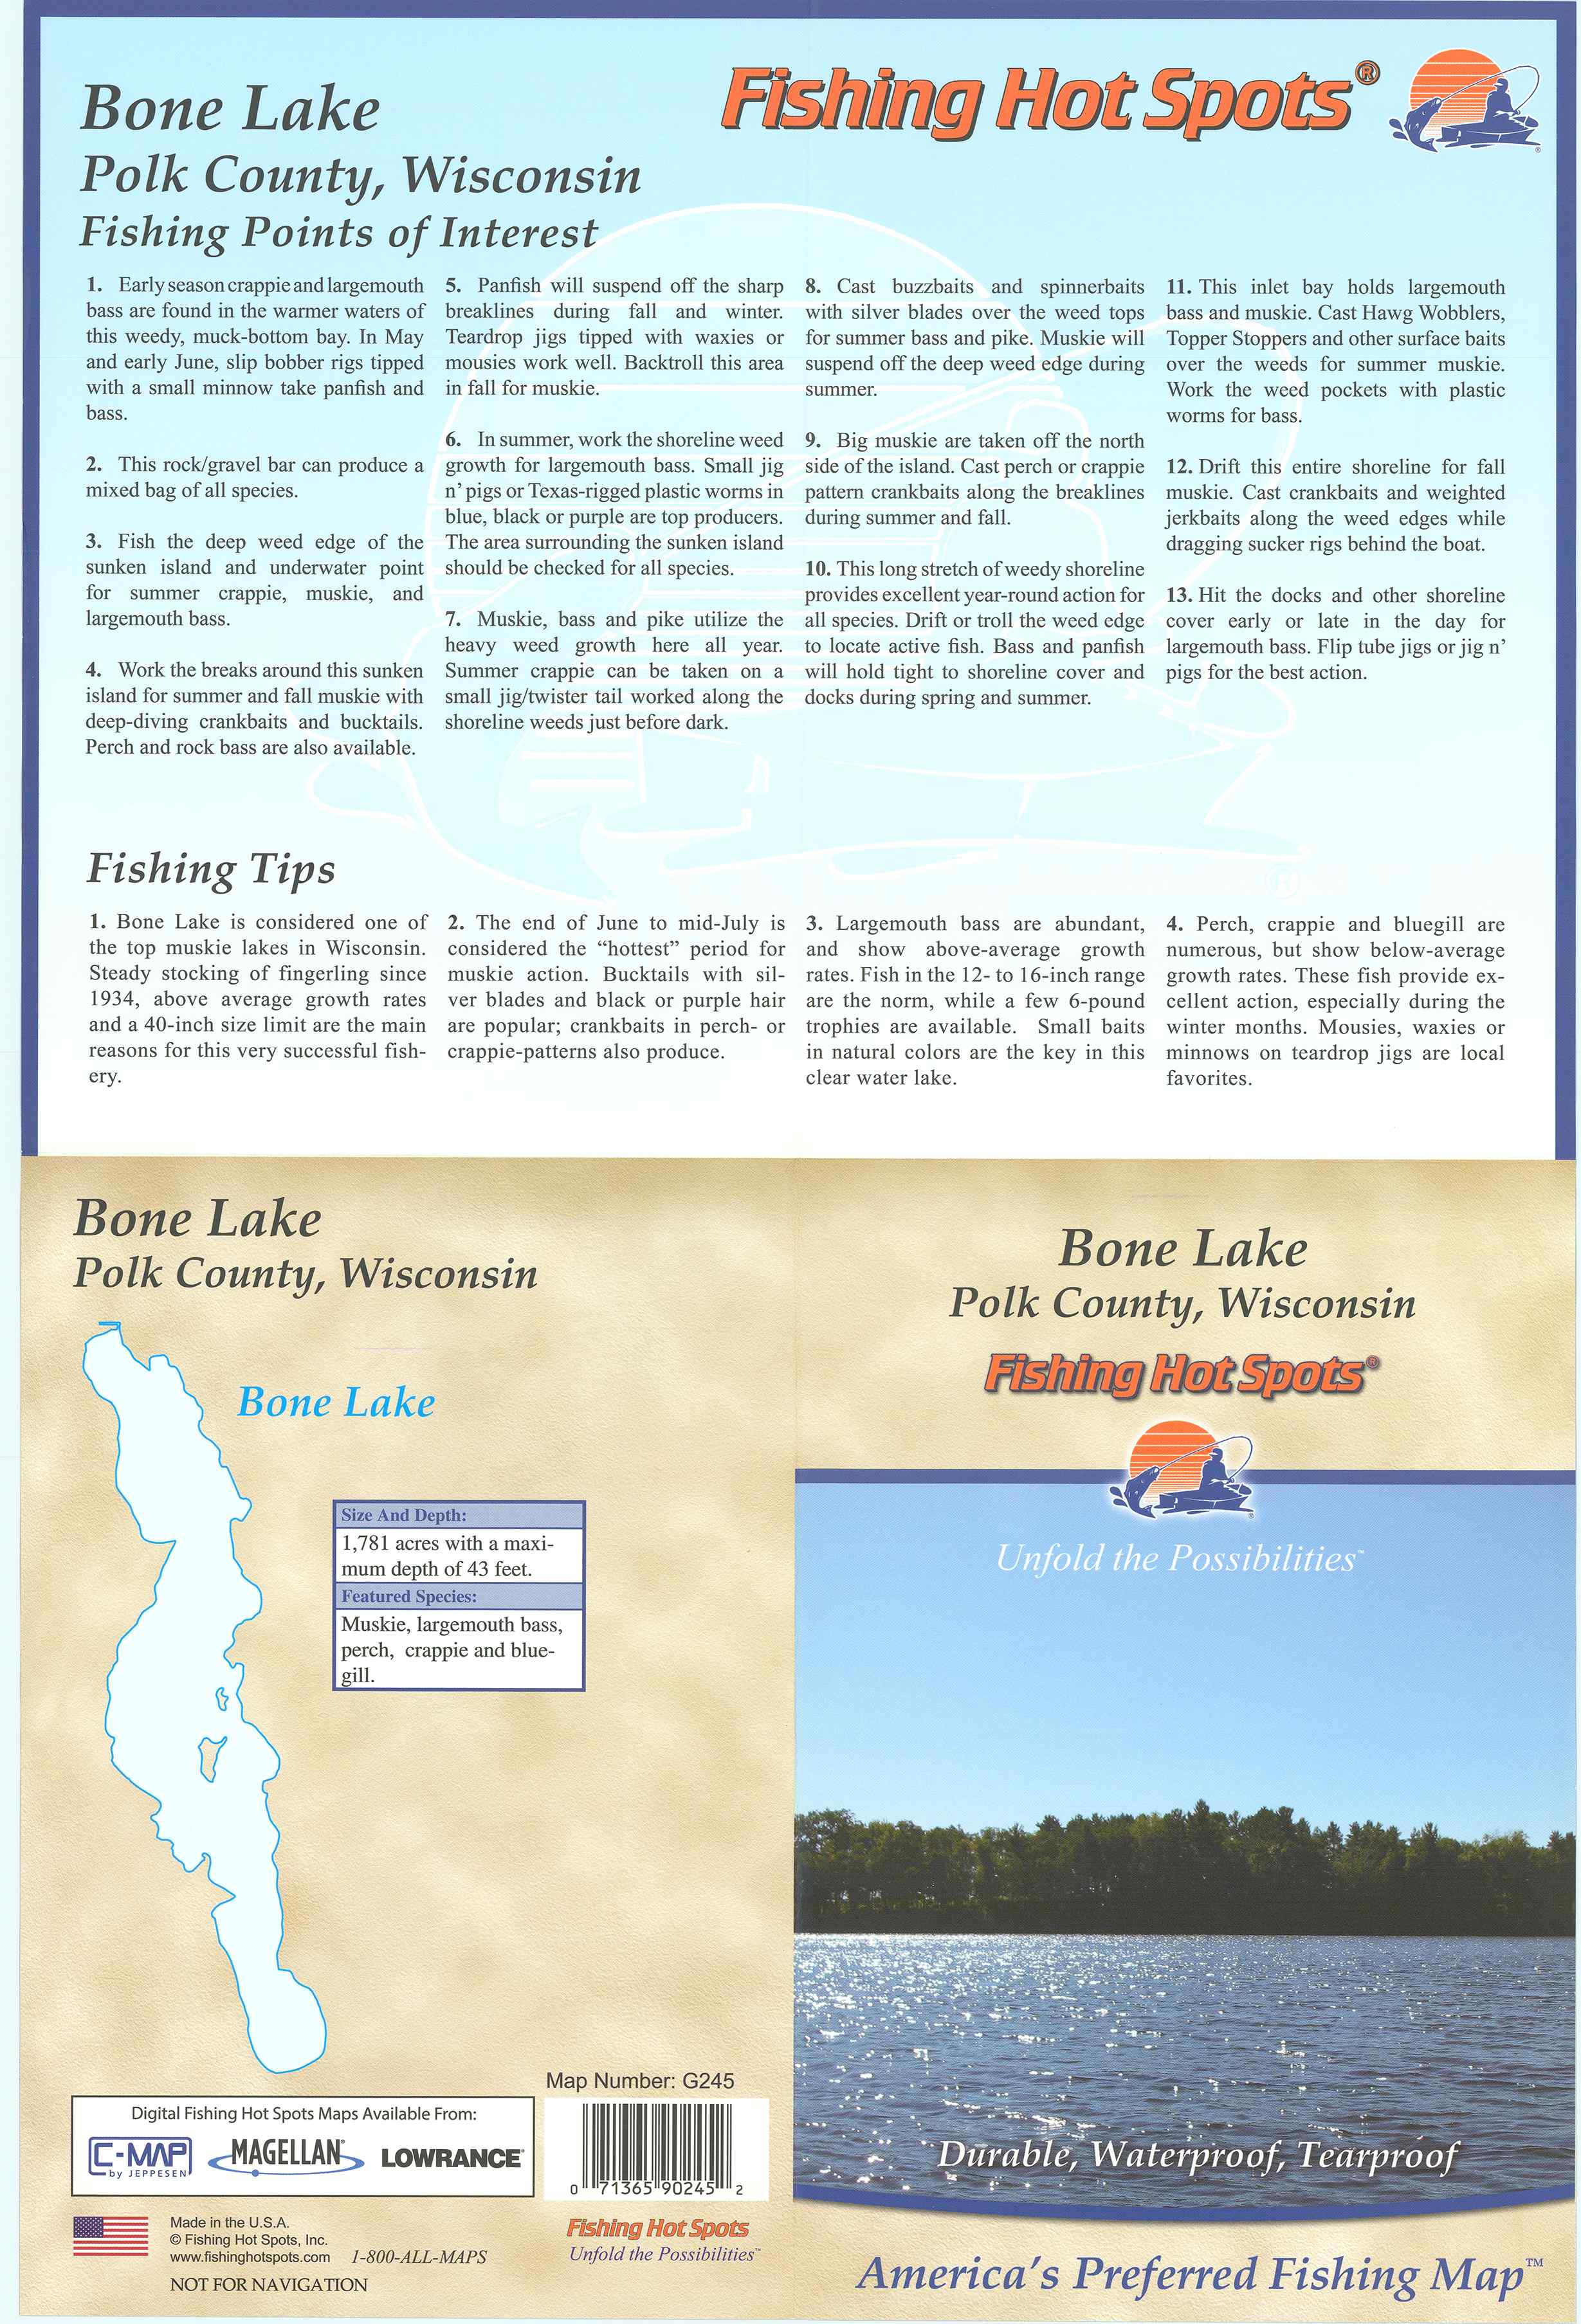 Bone Lake
Polk County, Wisconsin
Fishing Points of Interest
Fishing Hot Spots®
1. Early season crappie and largemouth
bass are found in the warmer waters of
this weedy, muck-bottom bay. In May
and early June, slip bobber rigs tipped
with a small minnow take panfish and
bass.
2. This rock/gravel bar can produce a
mixed bag of all species.
3. Fish the deep weed edge of the
sunken island and underwater point
for summer crappie, muskie, and
largemouth bass.
4. Work the breaks around this sunken
island for summer and fall muskie with
deep-diving crankbaits and bucktails.
Perch and rock bass are also available.
5. Panfish will suspend off the sharp
breaklines during fall and winter.
Teardrop jigs tipped with waxies or
mousies work well. Backtroll this area
in fall for muskie.
6. In summer, work the shoreline weed
growth for largemouth bass. Small jig
n' pigs or Texas-rigged plastic worms in
blue, black or purple are top producers.
The area surrounding the sunken island
should be checked for all species.
7. Muskie, bass and pike utilize the
heavy weed growth here all year.
Summer crappie can be taken on a
small jig/twister tail worked along the
shoreline weeds just before dark.
8. Cast buzzbaits and spinnerbaits
with silver blades over the weed tops
for summer bass and pike. Muskie will
suspend off the deep weed edge during
summer.
9. Big muskie are taken off the north
side of the island. Cast perch or crappie
pattern crankbaits along the breaklines
during summer and fall.
10. This long stretch of weedy shoreline
provides excellent year-round action for
all species. Drift or troll the weed edge
to locate active fish. Bass and panfish
will hold tight to shoreline cover and
docks during spring and summer.
11. This inlet bay holds largemouth
bass and muskie. Cast Hawg Wobblers,
Topper Stoppers and other surface baits
over the weeds for summer muskie.
Work the weed pockets with plastic
worms for bass.
12. Drift this entire shoreline for fall
muskie. Cast crankbaits and weighted
jerkbaits along the weed edges while
dragging sucker rigs behind the boat.
13. Hit the docks and other shoreline
cover early or late in the day for
largemouth bass. Flip tube jigs or jig n'
pigs for the best action.
Fishing Tips
1. Bone Lake is considered one of
the top muskie lakes in Wisconsin.
Steady stocking of fingerling since
1934, above average growth rates
and a 40-inch size limit are the main
reasons for this very successful fish-
ery.
2. The end of June to mid-July is
considered the “hottest” period for
muskie action. Bucktails with sil-
ver blades and black or purple hair
are popular; crankbaits in perch- or
crappie-patterns also produce.
3. Largemouth bass are abundant,
and show above-average growth
rates. Fish in the 12- to 16-inch range
are the norm, while a few 6-pound
trophies are available. Small baits
in natural colors are the key in this
clear water lake.
4. Perch, crappie and bluegill are
numerous, but show below-average
growth rates. These fish provide ex-
cellent action, especially during the
winter months. Mousies, waxies or
minnows on teardrop jigs are local
favorites.
Bone Lake
Polk County, Wisconsin
Bone Lake
Size And Depth:
1,781 acres with a maxi-
mum depth of 43 feet.
Featured Species:
Muskie, largemouth bass,
perch, crappie and blue-
gill.
Map Number: G245
Digital Fishing Hot Spots Maps Available From:
C-MAP
by JEPPESEN
MAGELLAN®
LOWRANCE®
0 71365 90245 2
Made in the U.S.A.
© Fishing Hot Spots, Inc.
www.fishinghotspots.com 1-800-ALL-MAPS
NOT FOR NAVIGATION
Fishing Hot Spots
Unfold the Possibilities™
Bone Lake
Polk County, Wisconsin
Fishing Hot Spots®
Unfold the Possibilities™
Durable, Waterproof, Tearproof
America's Preferred Fishing Map™